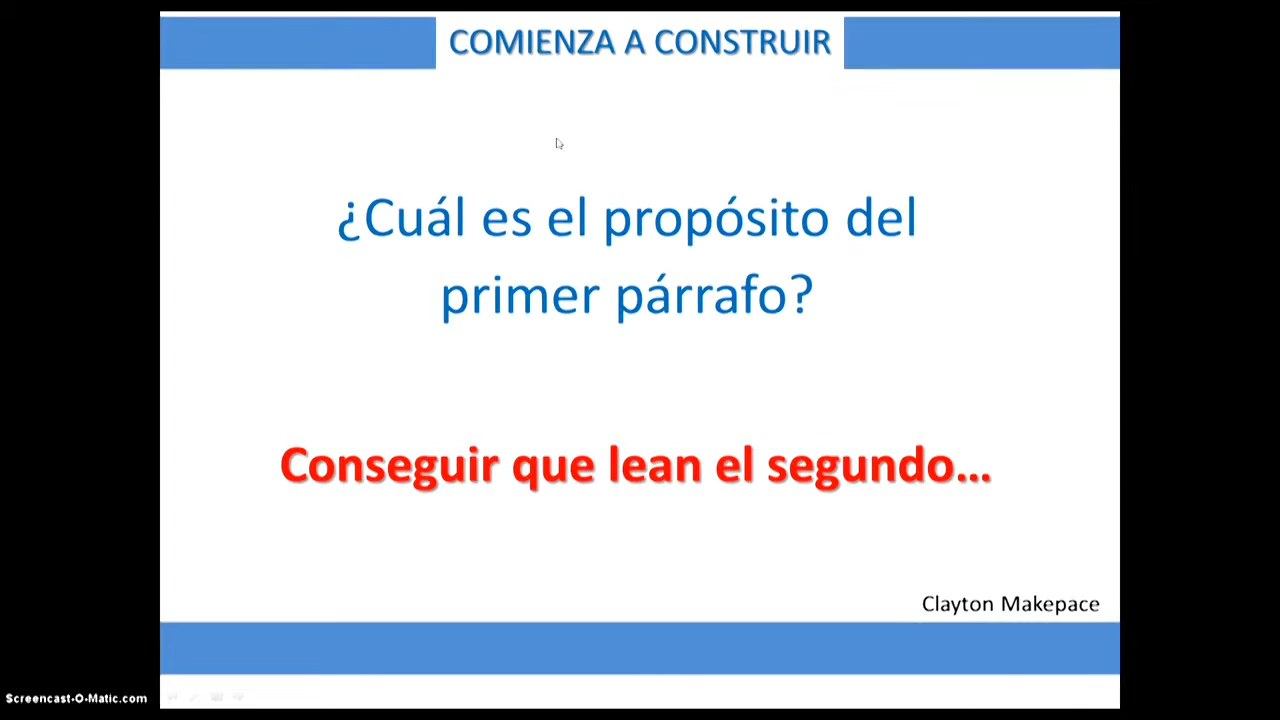 COMIENZA A CONSTRUIR
¿Cuál es el propósito del
primer párrafo?
Conseguir que lean el segundo...
Clayton Makepace
Screencast-O-Matic.com